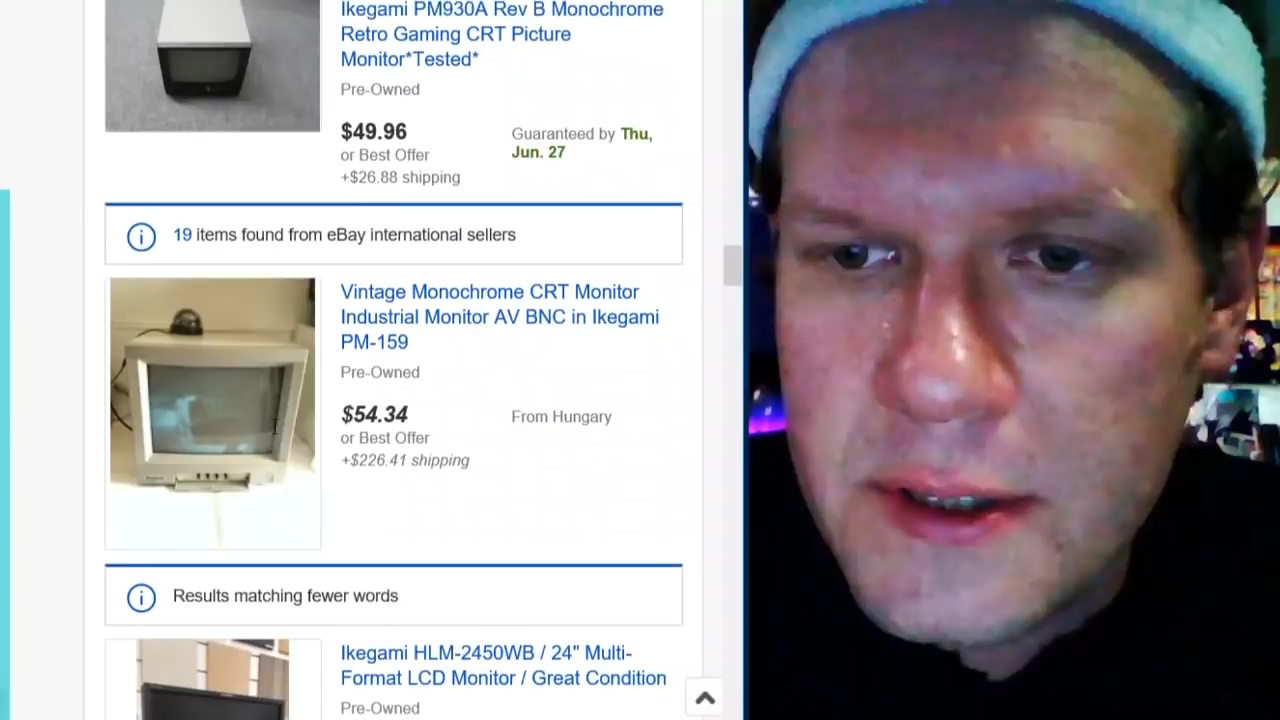 Ikegami PM930A Rev B Monochrome
Retro Gaming CRT Picture
Monitor*Tested*
Pre-Owned
$49.96
or Best Offer
+$26.88 shipping
Guaranteed by Thu,
Jun. 27
19 items found from eBay international sellers
Vintage Monochrome CRT Monitor
Industrial Monitor AV BNC in Ikegami
PM-159
Pre-Owned
$54.34
or Best Offer
+$226.41 shipping
From Hungary
Results matching fewer words
Ikegami HLM-2450WB / 24" Multi-
Format LCD Monitor / Great Condition
Pre-Owned